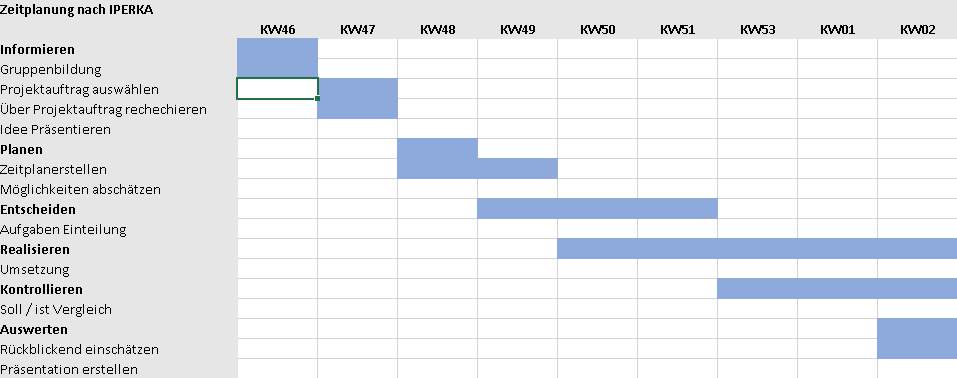 Zeitplanung nach IPERKA
KW46 KW47 KW48 KW49 KW50 KW51 KW53 KW01 KW02
Informieren
Gruppenbildung
Projektauftrag auswählen
Über Projektauftrag rechechieren
Idee Präsentieren
Planen
Zeitplanerstellen
Möglichkeiten abschätzen
Entscheiden
Aufgaben Einteilung
Realisieren
Umsetzung
Kontrollieren
Soll / ist Vergleich
Auswerten
Rückblickend einschätzen
Präsentation erstellen